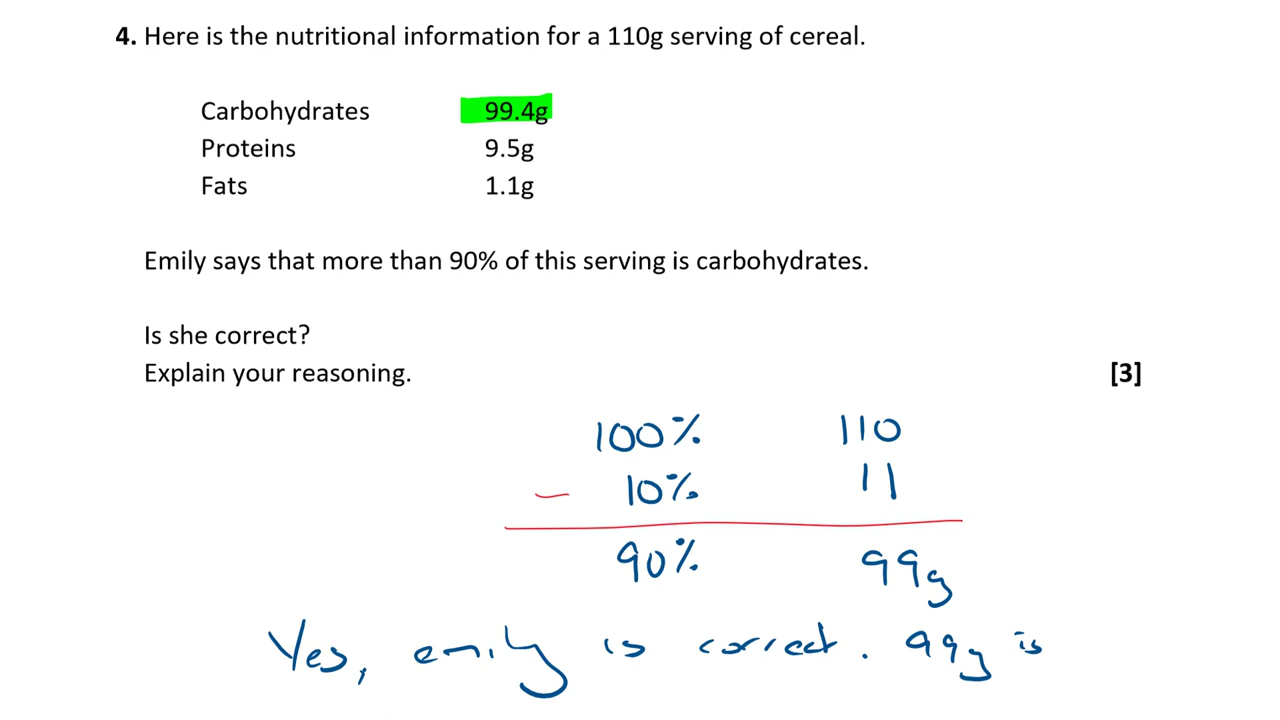 4. Here is the nutritional information for a 110g serving of cereal.
Carbohydrates 99.4g
Proteins 9.5g
Fats 1.1g
Emily says that more than 90% of this serving is carbohydrates.
Is she correct?
Explain your reasoning. [3]
100% 110
- 10% 11
90% 99g
Yes, emily is correct. 99g is